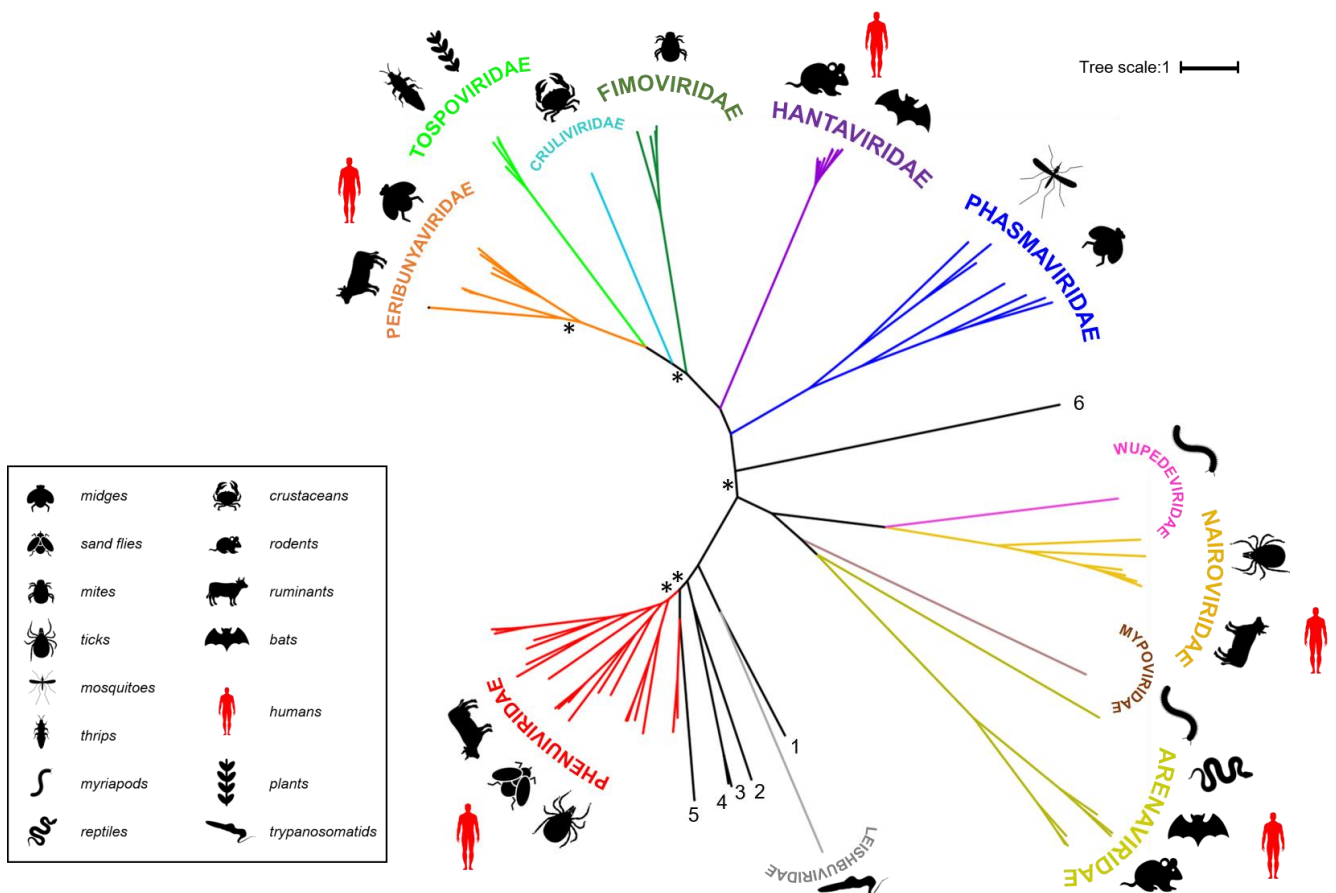 TOSPOVIRIDAE
CRULIVIRIDAE
FIMOVIRIDAE
HANTAVIRIDAE
Tree scale:1
PERIBUNYAVIRIDAE
PHASMAVIRIDAE
*
*
6
WUPEDEVIRIDAE
*
NAIROVIRIDAE
*
*
MYPOVIRIDAE
PHENUIVIRIDAE
1
2
3
4
5
ARENAVIRIDAE
LEISHBUVIRIDAE
midges
crustaceans
sand flies
rodents
mites
ruminants
ticks
bats
mosquitoes
humans
thrips
myriapods
plants
reptiles
trypanosomatids